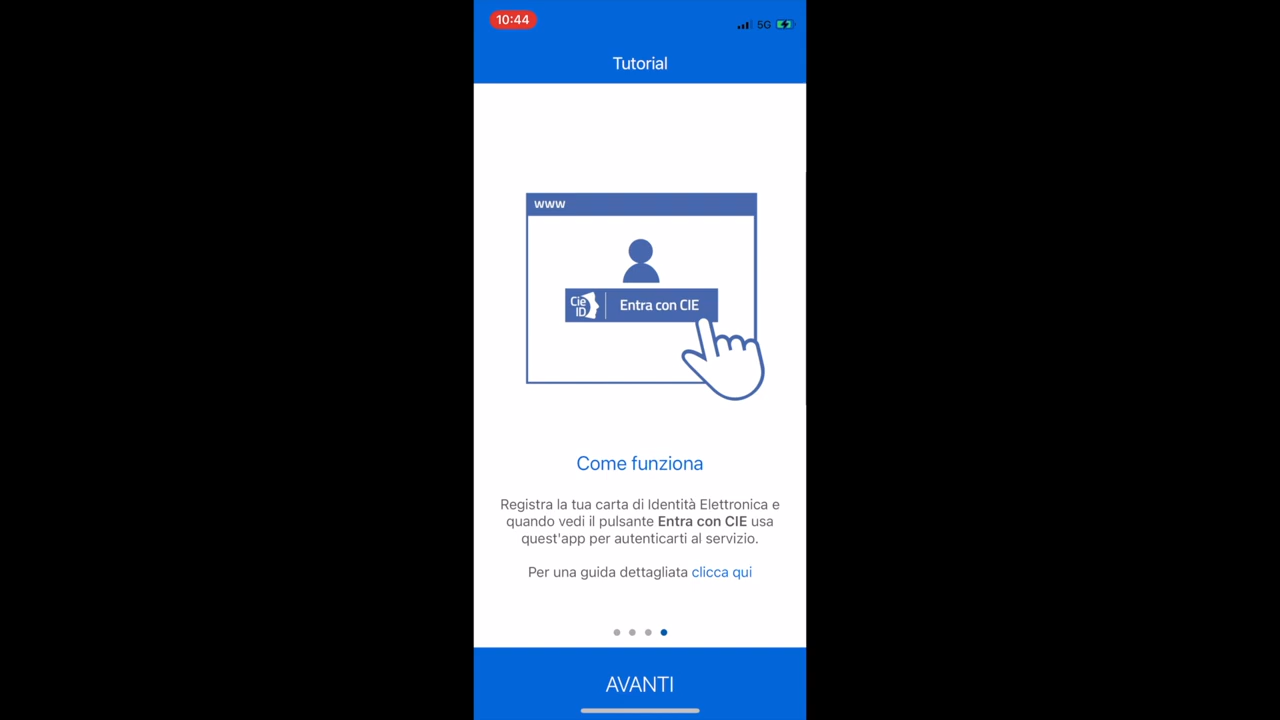 10:44
5G
Tutorial
www
Cie
ID
Entra con CIE
Come funziona
Registra la tua carta di Identità Elettronica e
quando vedi il pulsante Entra con CIE usa
quest'app per autenticarti al servizio.
Per una guida dettagliata clicca qui
AVANTI